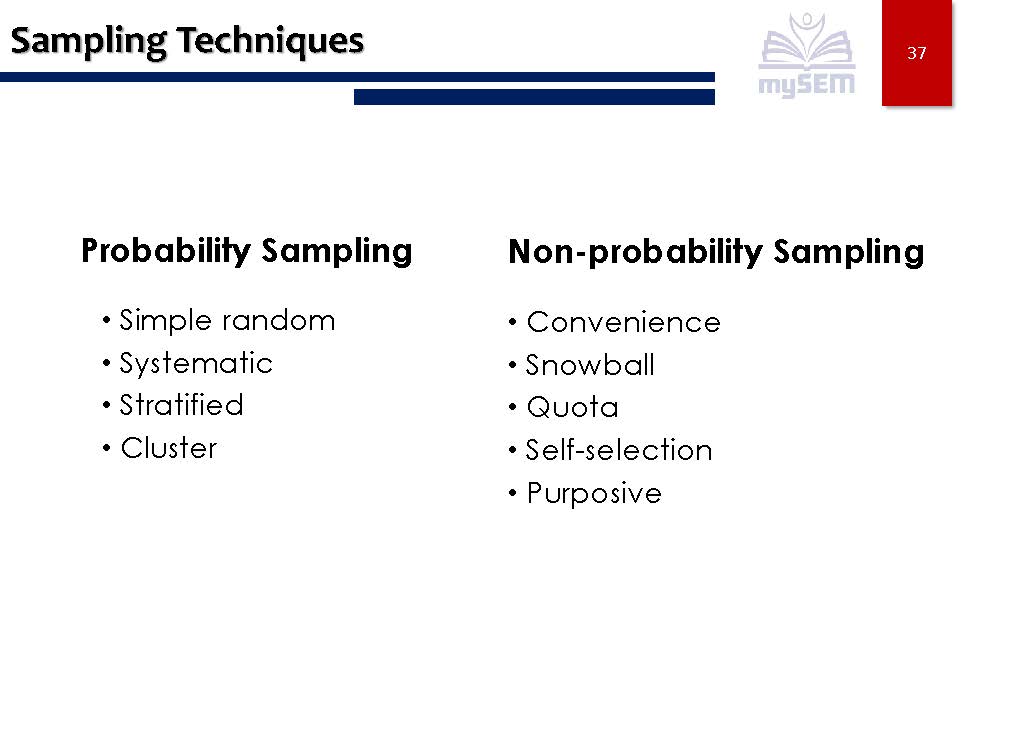 Sampling Techniques
mySEM
37
Probability Sampling
• Simple random
• Systematic
• Stratified
• Cluster
Non-probability Sampling
• Convenience
• Snowball
• Quota
• Self-selection
• Purposive